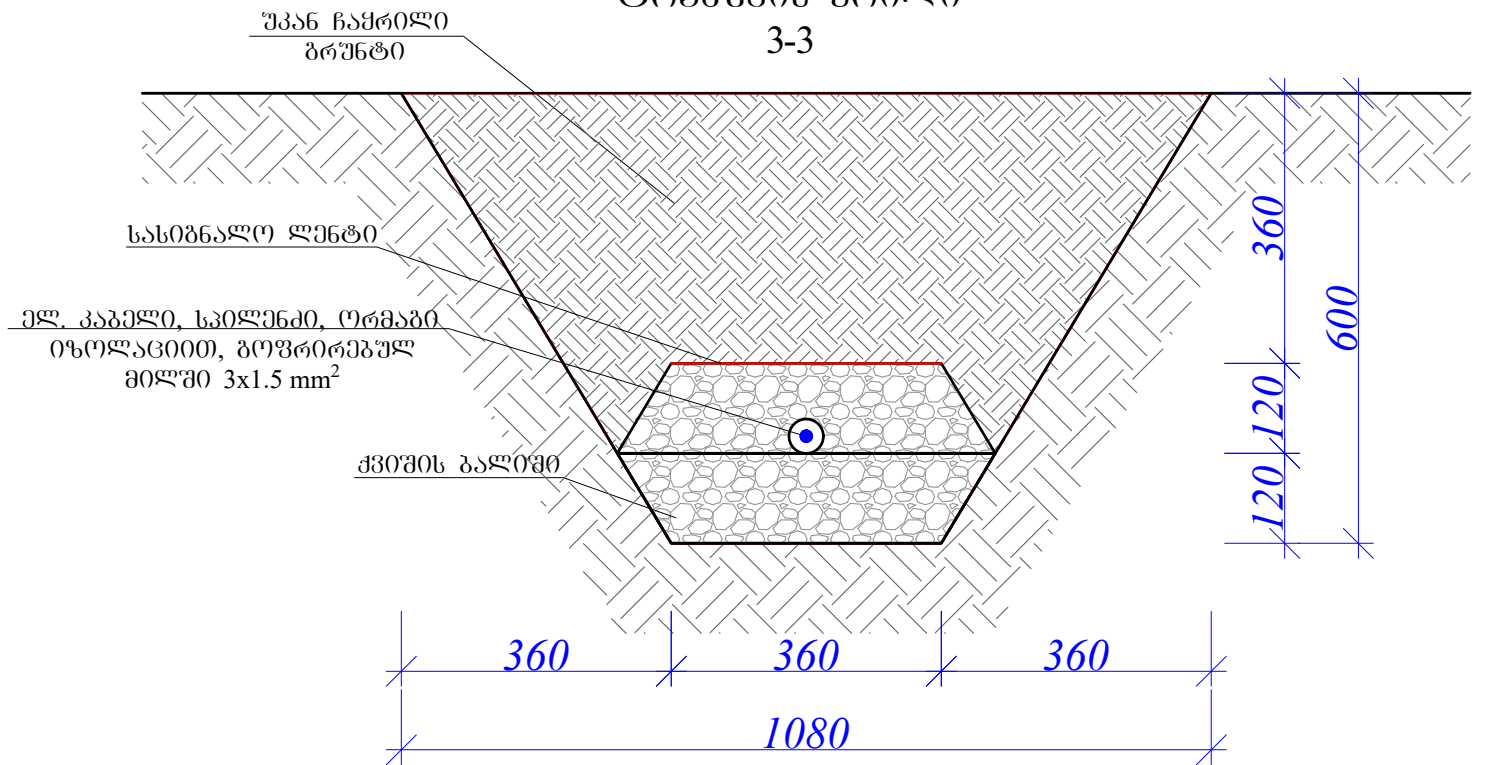 3-3
უკან ჩაყრილი
გრუნტი
სასიგნალო ლენტი
ელ. კაბელი, სპილენძი, ორმაგი
იზოლაციით, გოფრირებულ
მილში 3x1.5 mm²
ქვიშის ბალიში
360
120
120
600
360
360
360
1080